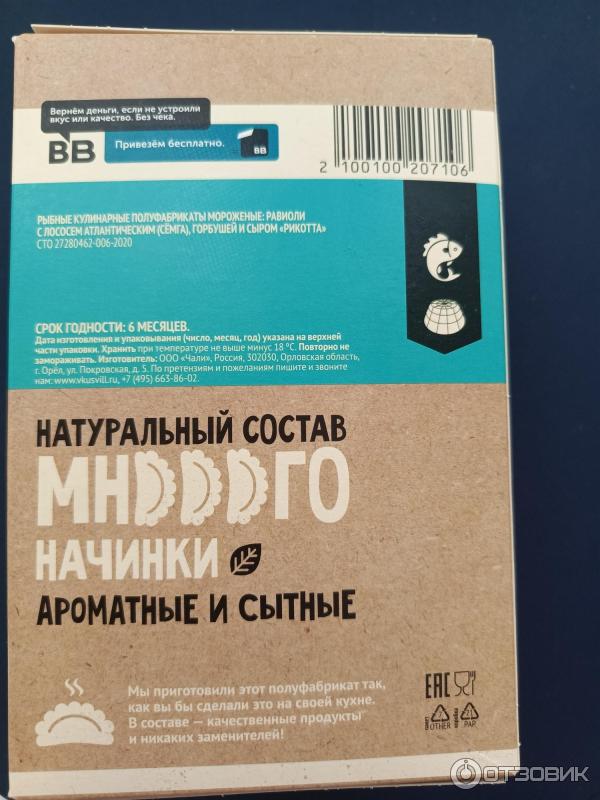 Вернём деньги, если не устроили
вкус или качество. Без чека.
ВВ
Привезём бесплатно.
ВВ
2 100100 207106
РЫБНЫЕ КУЛИНАРНЫЕ ПОЛУФАБРИКАТЫ МОРОЖЕНЫЕ: РАВИОЛИ
С ЛОСОСЕМ АТЛАНТИЧЕСКИМ (СЁМГА), ГОРБУШЕЙ И СЫРОМ «РИКОТТА»
СТО 27280462-006-2020
СРОК ГОДНОСТИ: 6 МЕСЯЦЕВ.
Дата изготовления и упаковывания (число, месяц, год) указана на верхней
части упаковки. Хранить при температуре не выше минус 18 °С. Повторно не
замораживать. Изготовитель: ООО «Чали», Россия, 302030, Орловская область,
г. Орёл, ул. Покровская, д. 5. По претензиям и пожеланиям пишите и звоните
нам: www.vkusvill.ru, +7 (495) 663-86-02.
НАТУРАЛЬНЫЙ СОСТАВ
МНОООГО
НАЧИНКИ
АРОМАТНЫЕ И СЫТНЫЕ
Мы приготовили этот полуфабрикат так,
как вы бы сделали это на своей кухне.
В составе — качественные продукты
и никаких заменителей!
EAC
7
OTHER
21
PAP
ОТЗОВИК